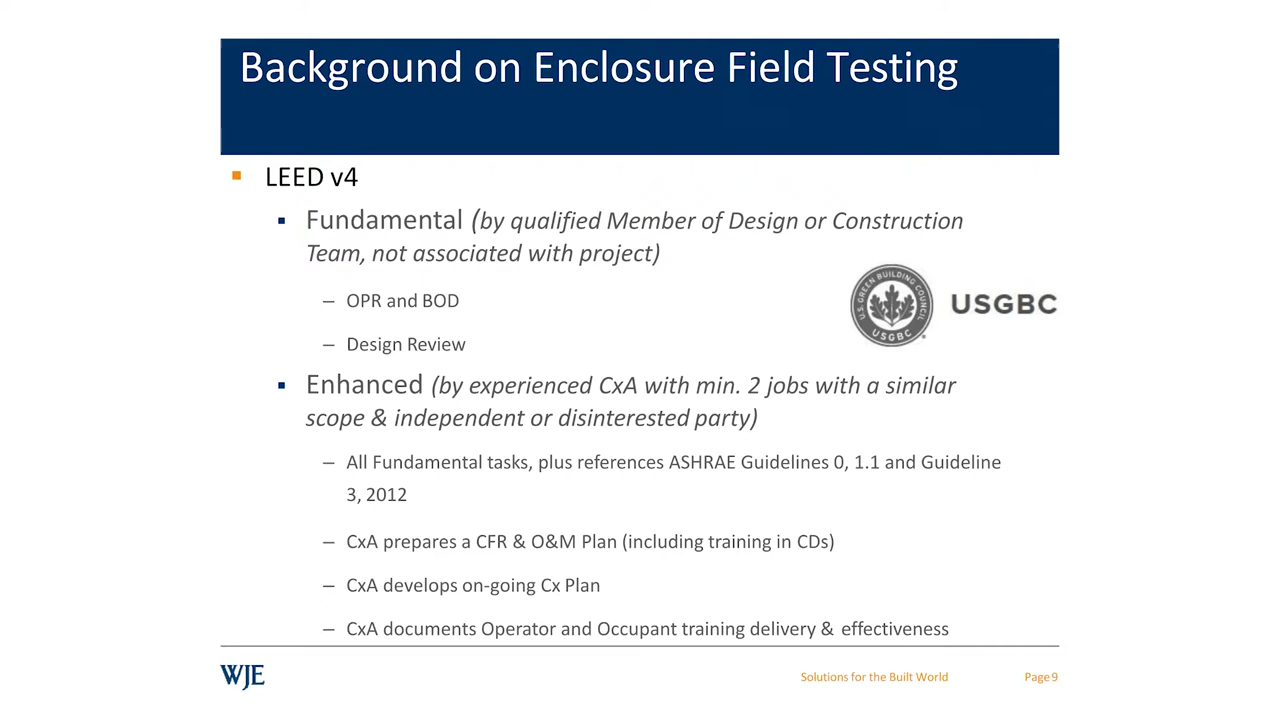 Background on Enclosure Field Testing
▪ LEED v4
▪ Fundamental (by qualified Member of Design or Construction
Team, not associated with project)
– OPR and BOD
– Design Review
U.S. GREEN BUILDING COUNCIL
USGBC
USGBC
▪ Enhanced (by experienced CxA with min. 2 jobs with a similar
scope & independent or disinterested party)
– All Fundamental tasks, plus references ASHRAE Guidelines 0, 1.1 and Guideline
3, 2012
– CxA prepares a CFR & O&M Plan (including training in CDs)
– CxA develops on-going Cx Plan
– CxA documents Operator and Occupant training delivery & effectiveness
WJE
Solutions for the Built World
Page 9